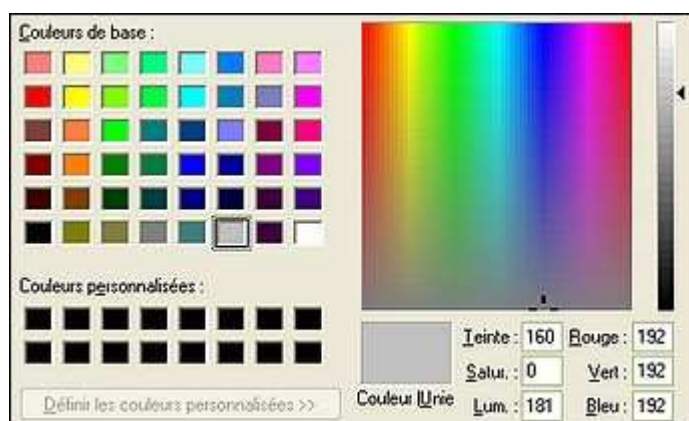 Couleurs de base :
Couleurs personnalisées :
Définir les couleurs personnalisées >>
Couleur Unie
Teinte : 160
Satur. : 0
Lum. : 181
Rouge : 192
Vert : 192
Bleu : 192